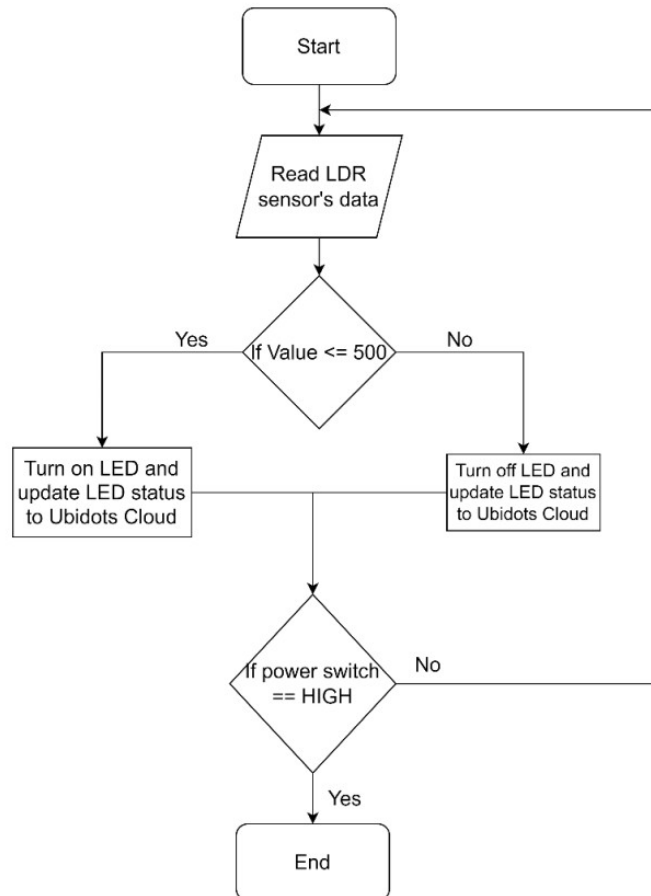 Start
Read LDR
sensor's data
Yes
If Value <= 500
No
Turn on LED and
update LED status
to Ubidots Cloud
Turn off LED and
update LED status
to Ubidots Cloud
If power switch
== HIGH
No
Yes
End